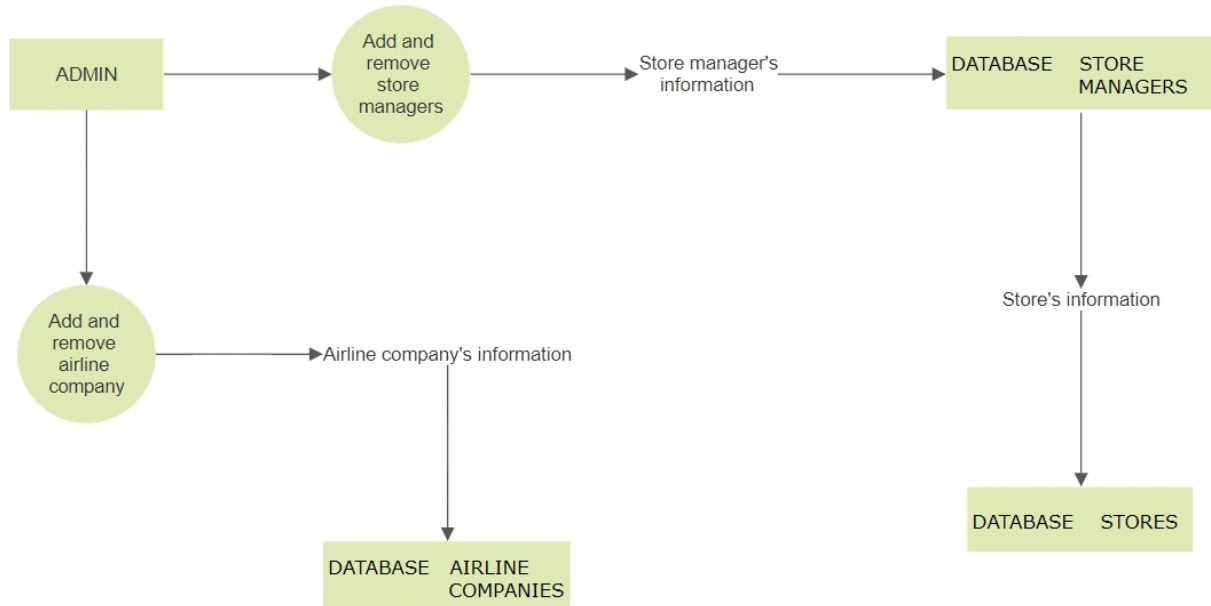 ADMIN
Add and
remove
store
managers
Store manager's
information
DATABASE STORE
MANAGERS
Store's information
Add and
remove
airline
company
Airline company's information
DATABASE STORES
DATABASE AIRLINE
COMPANIES